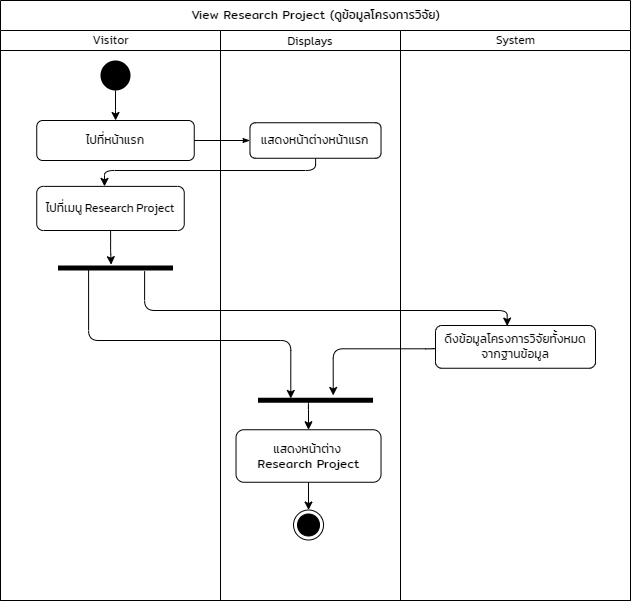 View Research Project (ดูข้อมูลโครงการวิจัย)
Visitor
Displays
System
ไปที่หน้าแรก
แสดงหน้าต่างหน้าแรก
ไปที่เมนู Research Project
ดึงข้อมูลโครงการวิจัยทั้งหมด
จากฐานข้อมูล
แสดงหน้าต่าง
Research Project